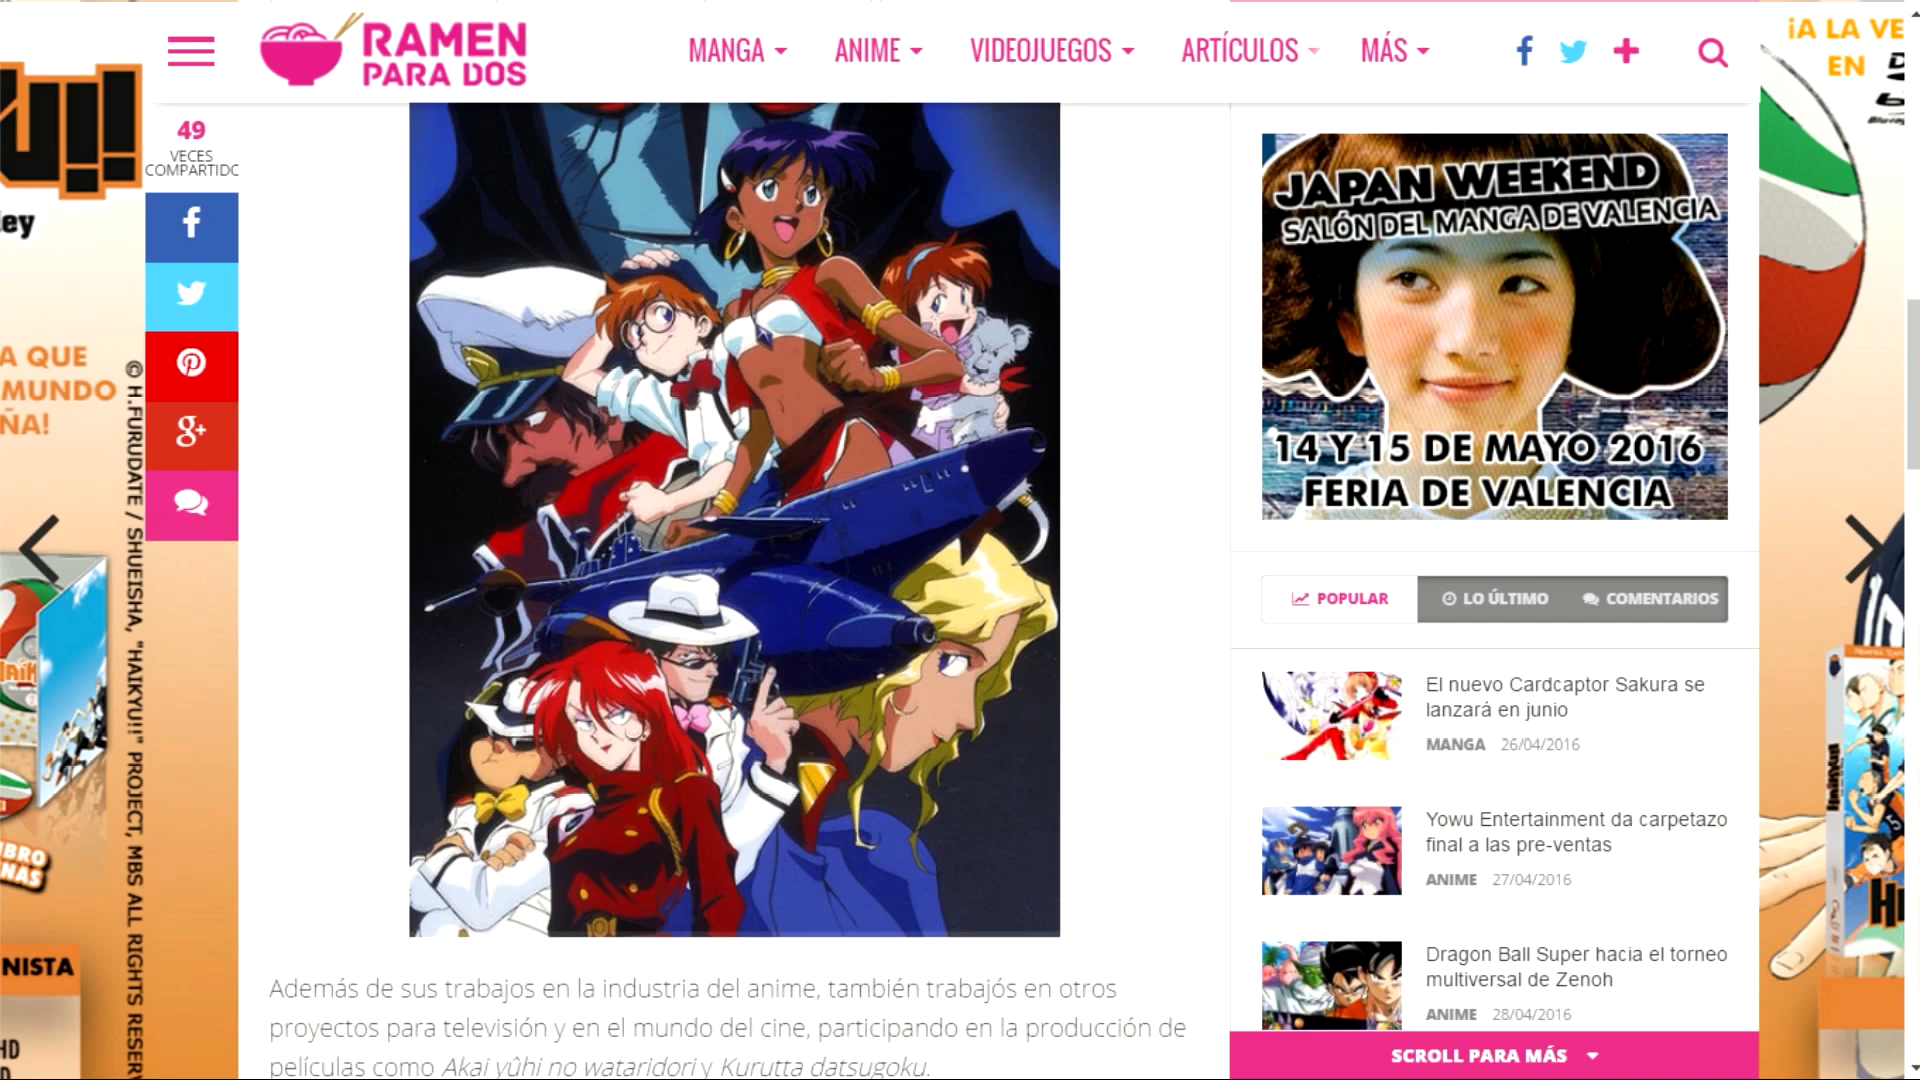 RAMEN
PARA DOS
MANGA
ANIME
VIDEOJUEGOS
ARTÍCULOS
MÁS
¡A LA VE
EN
49
VECES
COMPARTIDO
ley
A QUE
MUNDO
ÑA!
© H.FURUDATE / SHUEISHA, "HAIKYU!!" PROJECT, MBS ALL RIGHTS RESERV
NISTA
HD
JAPAN WEEKEND
SALÓN DEL MANGA DE VALENCIA
14 Y 15 DE MAYO 2016
FERIA DE VALENCIA
POPULAR
LO ÚLTIMO
COMENTARIOS
El nuevo Cardcaptor Sakura se
lanzará en junio
MANGA 26/04/2016
Yowu Entertainment da carpetazo
final a las pre-ventas
ANIME 27/04/2016
Dragon Ball Super hacia el torneo
multiversal de Zenoh
ANIME 28/04/2016
SCROLL PARA MÁS
Además de sus trabajos en la industria del anime, también trabajós en otros
proyectos para televisión y en el mundo del cine, participando en la producción de
películas como Akai yûhi no wataridori y Kurutta datsugoku.